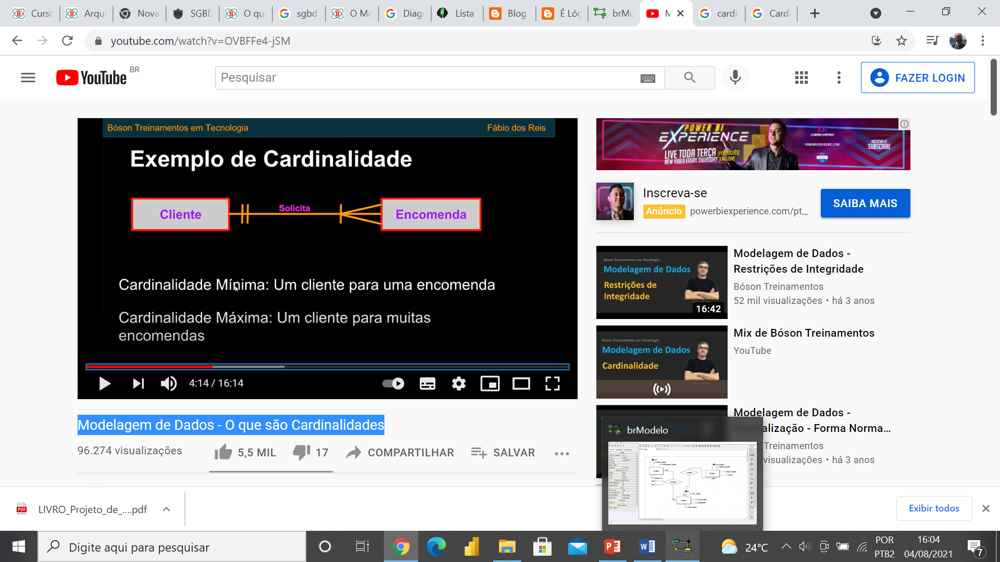 Curso
Arqui
Nova
SGBD
O que
sgbd
O Mo
Diagr
Lista
Blog
É Lóg
brMo
M
cardi
Cardi
youtube.com/watch?v=OVBFFe4-jSM
YouTube BR
Pesquisar
FAZER LOGIN
Bóson Treinamentos em Tecnologia
Fábio dos Reis
Exemplo de Cardinalidade
Cliente
Solicita
Encomenda
Cardinalidade Mínima: Um cliente para uma encomenda
Cardinalidade Máxima: Um cliente para muitas
encomendas
4:14 / 16:14
Modelagem de Dados - O que são Cardinalidades
96.274 visualizações
5,5 MIL
17
COMPARTILHAR
SALVAR
POWER BI
EXPERIENCE
LIVE TODA TERÇA (PORTUGUÊS)
NEW VIDEO EVERY THURSDAY (ENGLISH)
LEONARDO KARPINSKI
POWERBIEXPERIENCE.COM
INSCREVA-SE
SUBSCRIBE
Inscreva-se
Anúncio powerbiexperience.com/pt...
SAIBA MAIS
Bóson Treinamentos em Tecnologia
Modelagem de Dados
Restrições de
Integridade
16:42
Modelagem de Dados -
Restrições de Integridade
Bóson Treinamentos
52 mil visualizações • há 3 anos
Bóson Treinamentos em Tecnologia
Modelagem de Dados
Cardinalidade
Mix de Bóson Treinamentos
YouTube
Modelagem de Dados -
alização - Forma Norma...
Treinamentos
visualizações • há 3 anos
brModelo
LIVRO_Projeto_de_....pdf
Exibir todos
Digite aqui para pesquisar
24°C
POR
PTB2
16:04
04/08/2021
7